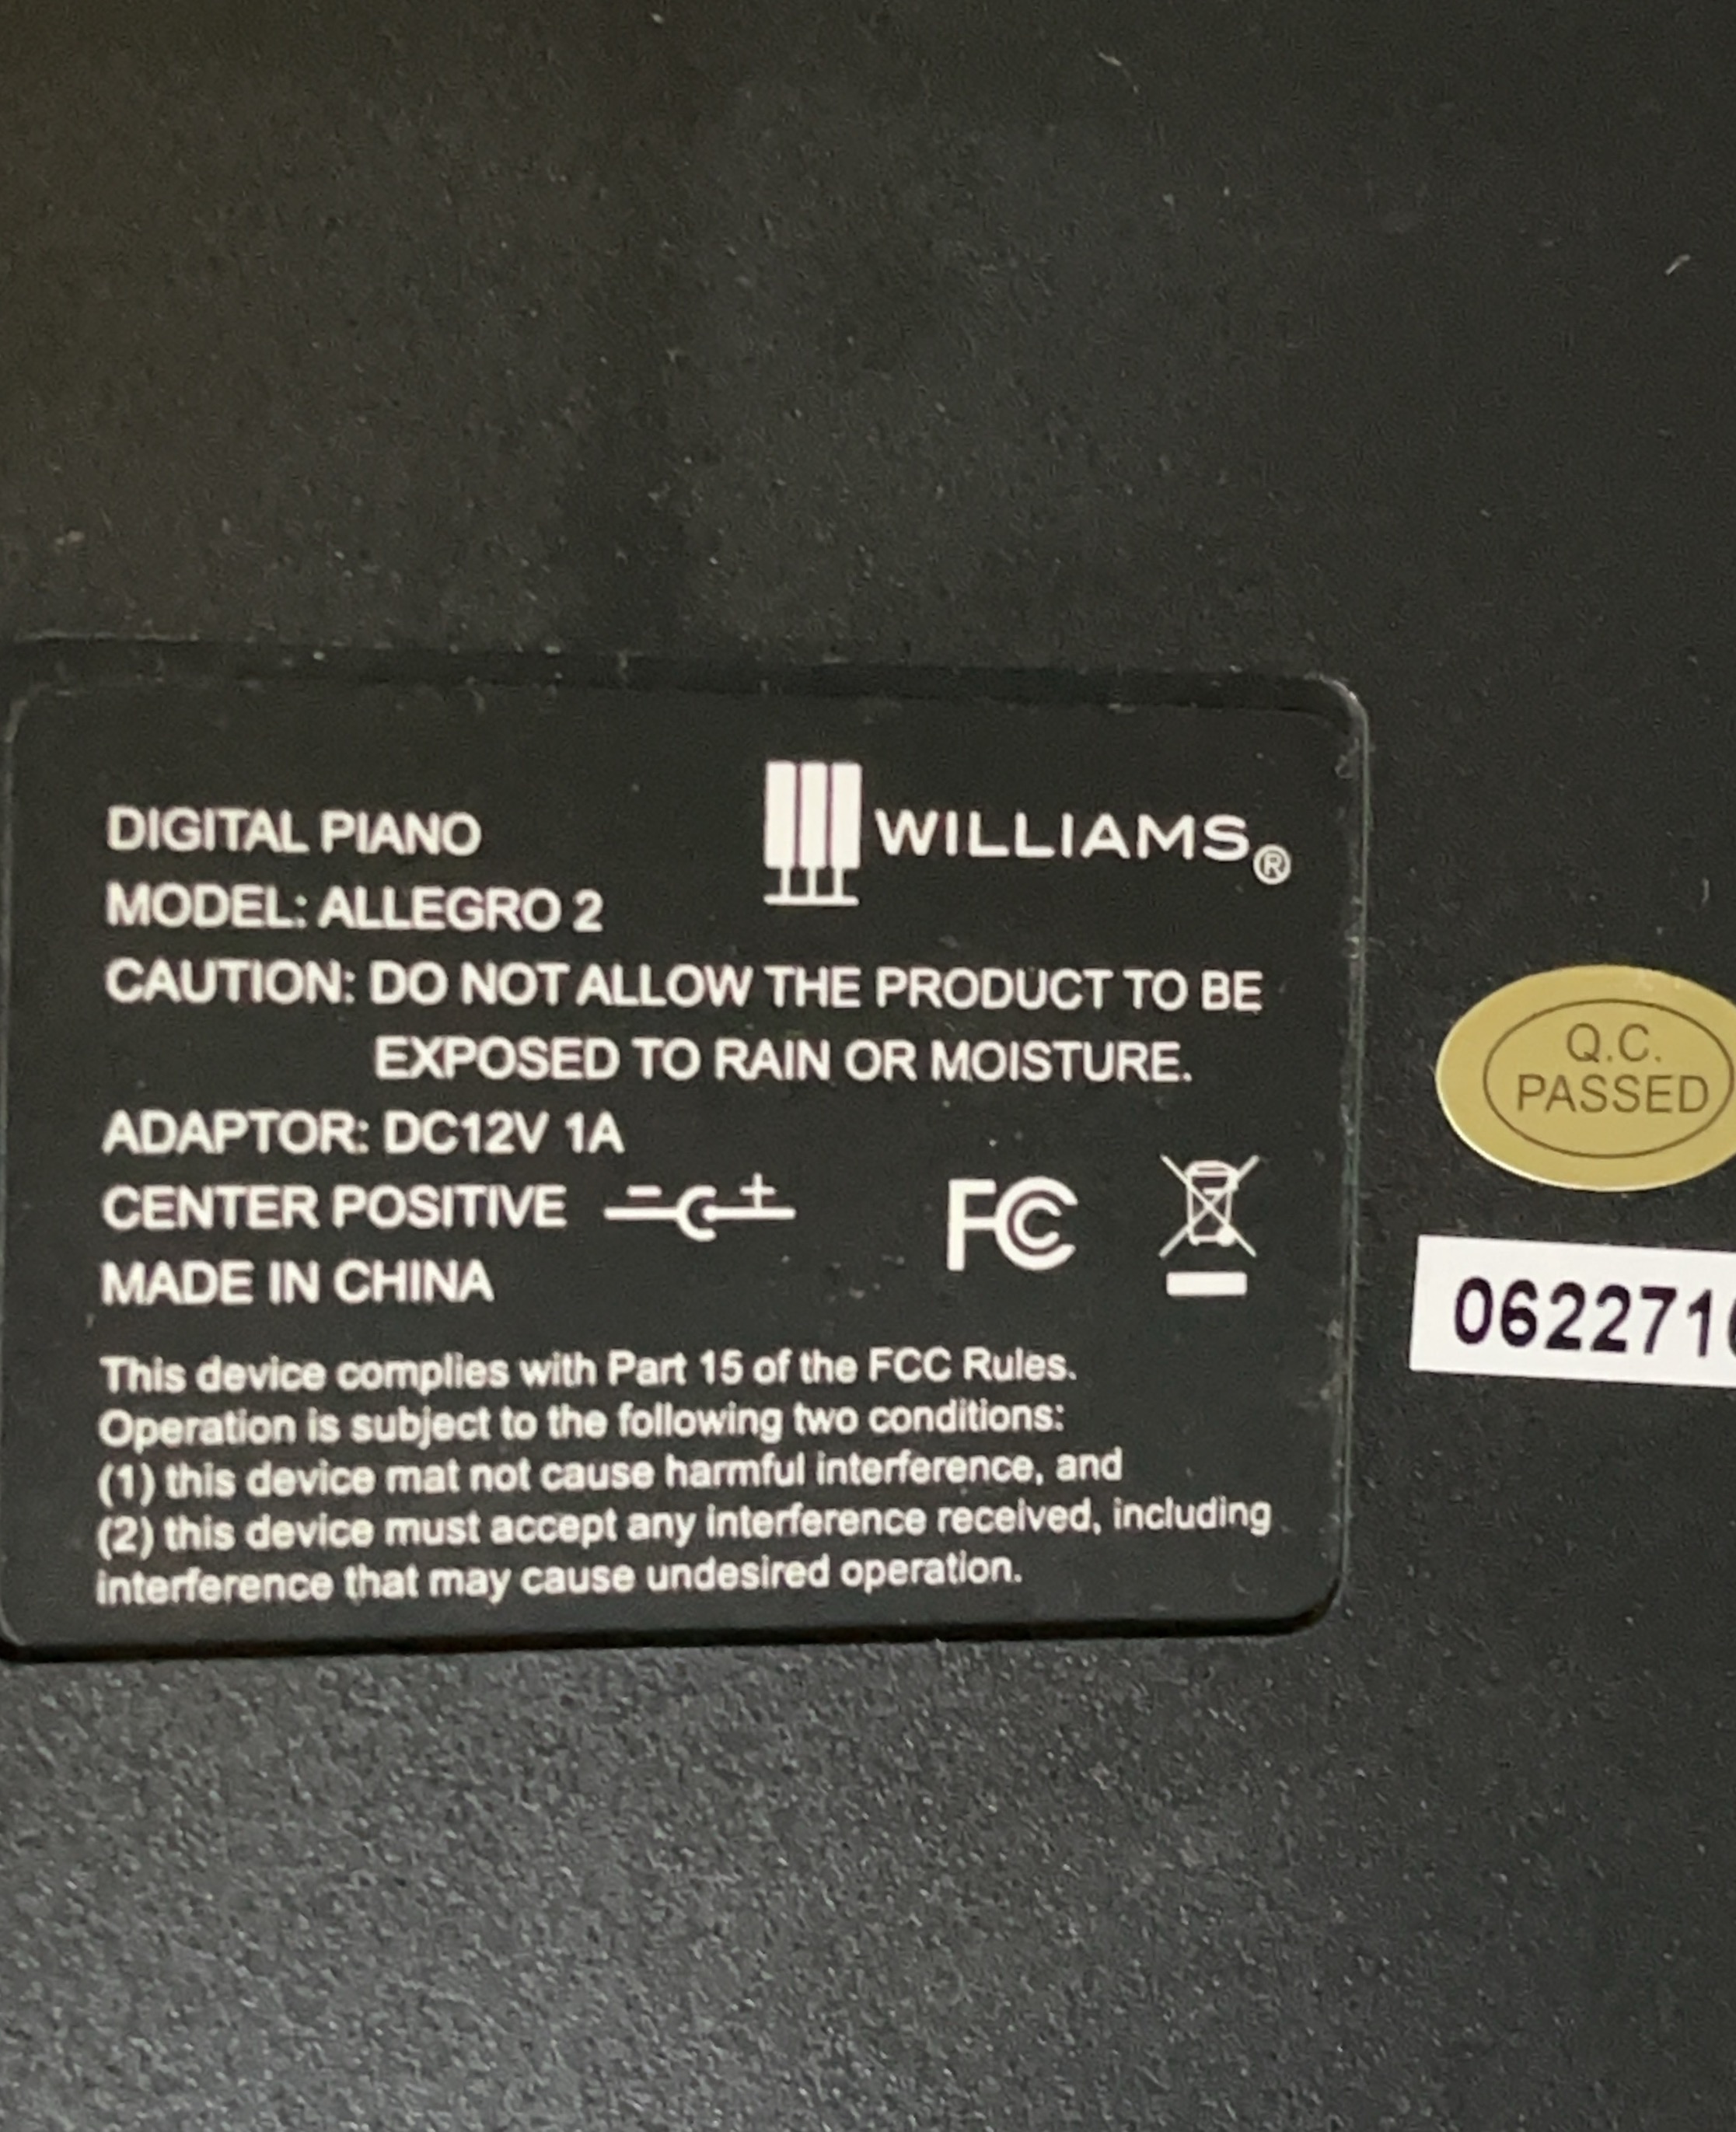 DIGITAL PIANO
WILLIAMS®
MODEL: ALLEGRO 2
CAUTION: DO NOT ALLOW THE PRODUCT TO BE
EXPOSED TO RAIN OR MOISTURE.
ADAPTOR: DC12V 1A
CENTER POSITIVE - +
FC
MADE IN CHINA
This device complies with Part 15 of the FCC Rules.
Operation is subject to the following two conditions:
(1) this device mat not cause harmful interference, and
(2) this device must accept any interference received, including
interference that may cause undesired operation.
Q.C.
PASSED
062271